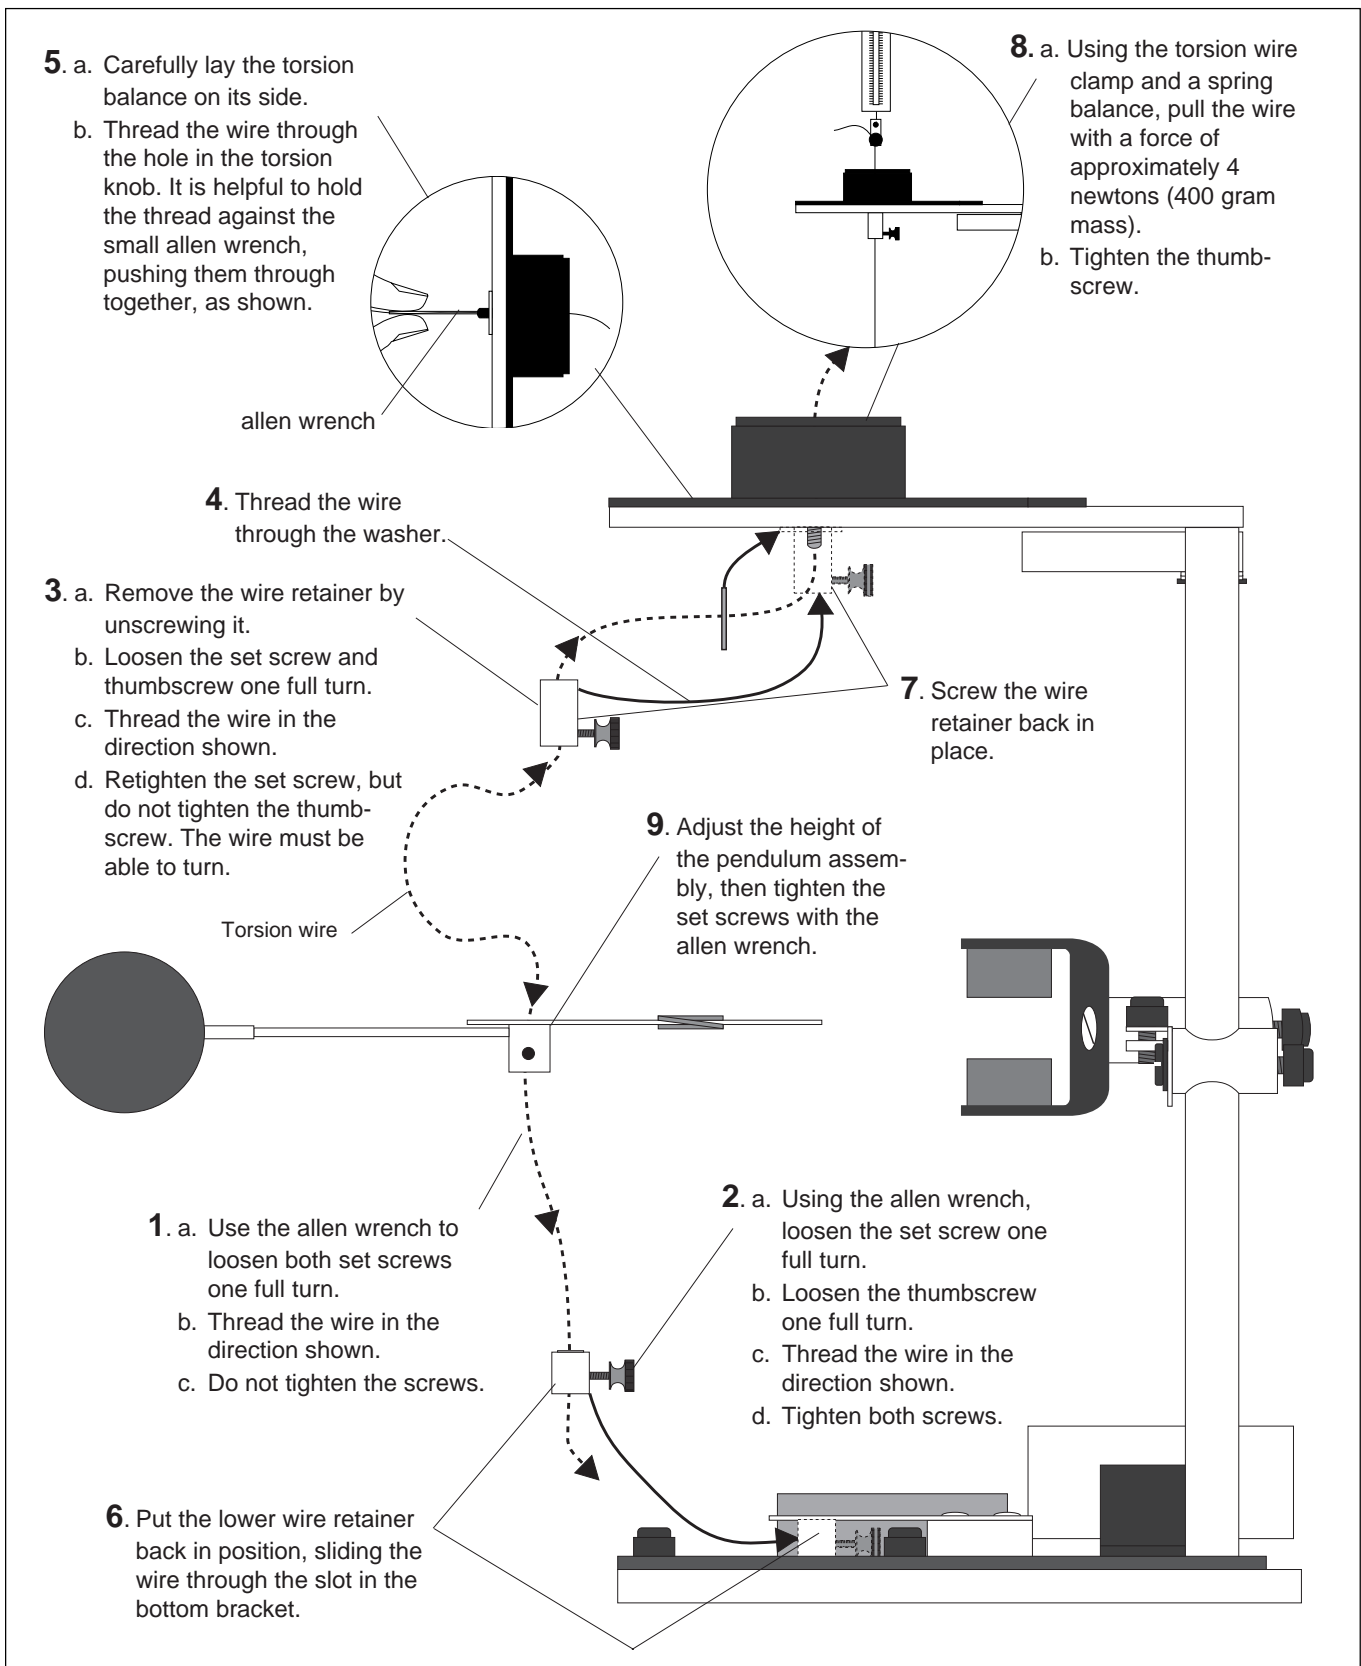 5. a. Carefully lay the torsion
balance on its side.
b. Thread the wire through
the hole in the torsion
knob. It is helpful to hold
the thread against the
small allen wrench,
pushing them through
together, as shown.
allen wrench
8. a. Using the torsion wire
clamp and a spring
balance, pull the wire
with a force of
approximately 4
newtons (400 gram
mass).
b. Tighten the thumb-
screw.
4. Thread the wire
through the washer.
3. a. Remove the wire retainer by
unscrewing it.
b. Loosen the set screw and
thumbscrew one full turn.
c. Thread the wire in the
direction shown.
d. Retighten the set screw, but
do not tighten the thumb-
screw. The wire must be
able to turn.
7. Screw the wire
retainer back in
place.
9. Adjust the height of
the pendulum assem-
bly, then tighten the
set screws with the
allen wrench.
Torsion wire
1. a. Use the allen wrench to
loosen both set screws
one full turn.
b. Thread the wire in the
direction shown.
c. Do not tighten the screws.
2. a. Using the allen wrench,
loosen the set screw one
full turn.
b. Loosen the thumbscrew
one full turn.
c. Thread the wire in the
direction shown.
d. Tighten both screws.
6. Put the lower wire retainer
back in position, sliding the
wire through the slot in the
bottom bracket.